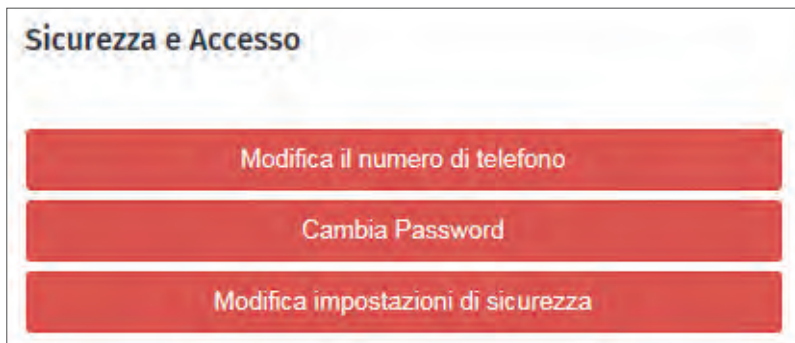 Sicurezza e Accesso
Modifica il numero di telefono
Cambia Password
Modifica impostazioni di sicurezza